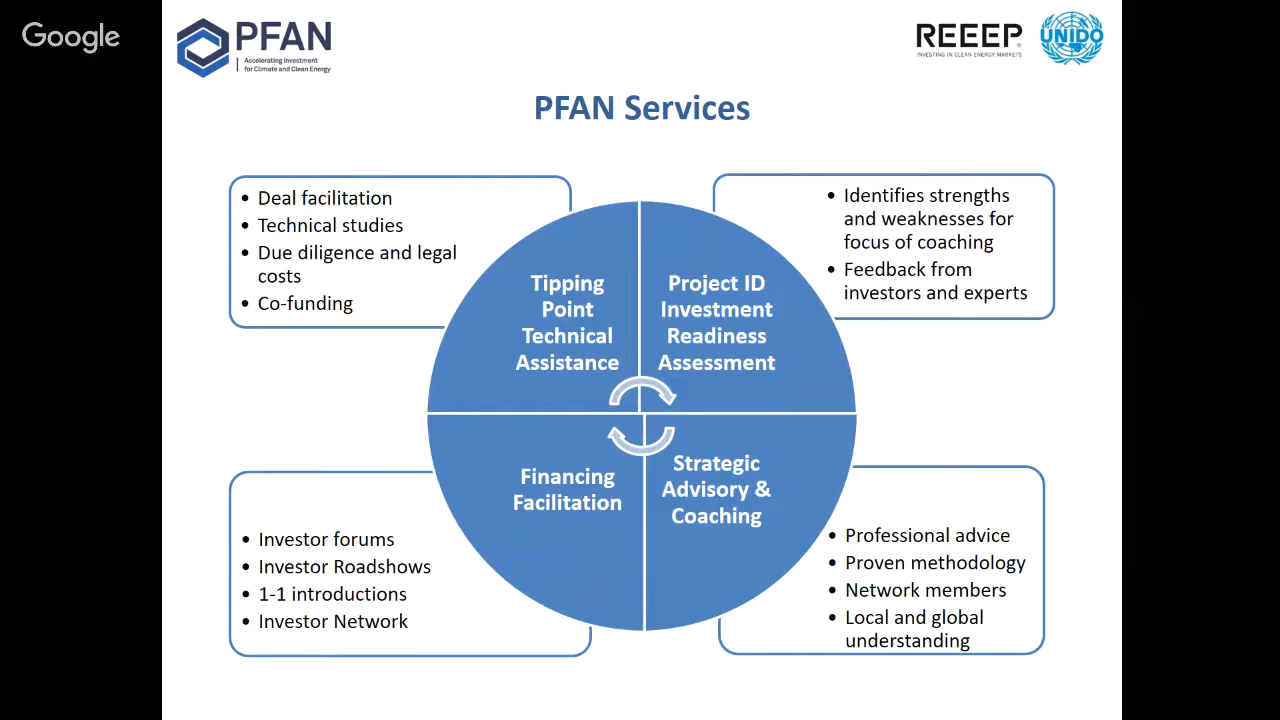 Google
PFAN
Accelerating Investment
for Climate and Clean Energy
REEEP
INVESTING IN CLEAN ENERGY MARKETS
UNIDO
PFAN Services
• Deal facilitation
• Technical studies
• Due diligence and legal
costs
• Co-funding
• Identifies strengths
and weaknesses for
focus of coaching
• Feedback from
investors and experts
Tipping
Point
Technical
Assistance
Project ID
Investment
Readiness
Assessment
Financing
Facilitation
Strategic
Advisory &
Coaching
• Investor forums
• Investor Roadshows
• 1-1 introductions
• Investor Network
• Professional advice
• Proven methodology
• Network members
• Local and global
understanding